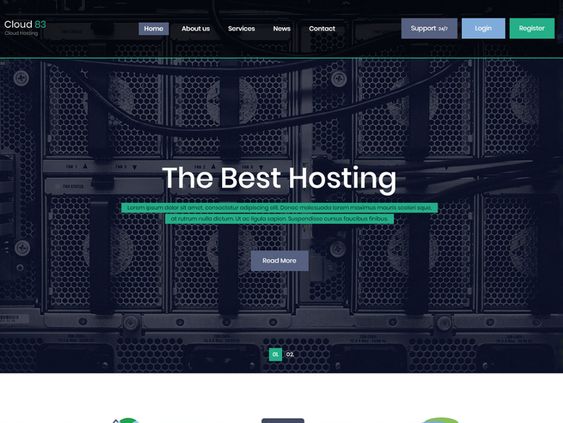 Cloud 83
Cloud hosting
Home
About us
Services
News
Contact
Support 24/7
Login
Register
The Best Hosting
Lorem ipsum dolor sit amet, consectetur adipiscing elit. Donec malesuada lorem maximus mauris scelerisque,
at rutrum nulla dictum. Ut ac ligula sapien. Suspendisse cursus faucibus finibus.
Read More
01.
02.